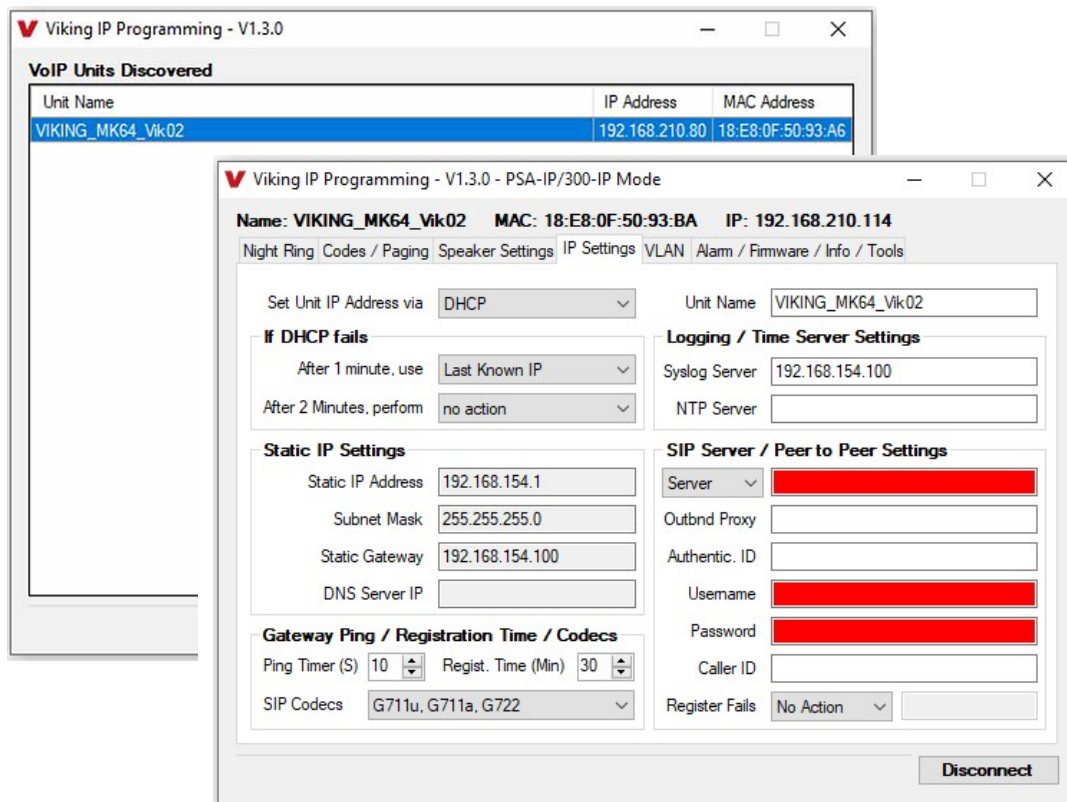 Viking IP Programming - V1.3.0
VoIP Units Discovered
Unit Name IP Address MAC Address
VIKING_MK64_Vik02 192.168.210.80 18:E8:0F:50:93:A6
Viking IP Programming - V1.3.0 - PSA-IP/300-IP Mode
Name: VIKING_MK64_Vik02 MAC: 18:E8:0F:50:93:BA IP: 192.168.210.114
Night Ring Codes / Paging Speaker Settings IP Settings VLAN Alarm / Firmware / Info / Tools
Set Unit IP Address via DHCP
If DHCP fails
After 1 minute, use Last Known IP
After 2 Minutes, perform no action
Static IP Settings
Static IP Address 192.168.154.1
Subnet Mask 255.255.255.0
Static Gateway 192.168.154.100
DNS Server IP
Gateway Ping / Registration Time / Codecs
Ping Timer (S) 10 Regist. Time (Min) 30
SIP Codecs G711u, G711a, G722
Unit Name VIKING_MK64_Vik02
Logging / Time Server Settings
Syslog Server 192.168.154.100
NTP Server
SIP Server / Peer to Peer Settings
Server
Outbnd Proxy
Authentic. ID
Username
Password
Caller ID
Register Fails No Action
Disconnect